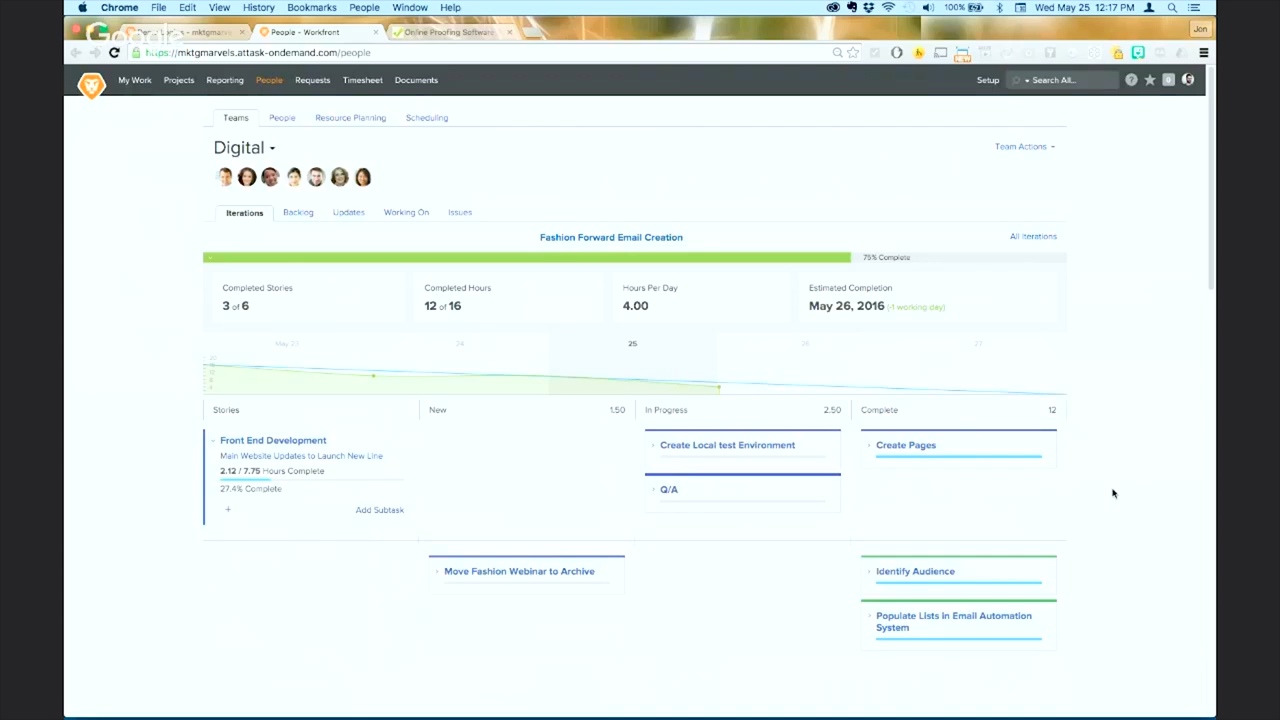 Chrome File Edit View History Bookmarks People Window Help 100% Wed May 25 12:17 PM
Google
People - Workfront Online Proofing Software Jon
https://mktgmarvels.attask-ondemand.com/people
NEW
My Work Projects Reporting People Requests Timesheet Documents Setup Search All... ? 0
Teams People Resource Planning Scheduling
Digital Team Actions
Iterations Backlog Updates Working On Issues
Fashion Forward Email Creation All Iterations
75% Complete
Completed Stories Completed Hours Hours Per Day Estimated Completion
3 of 6 12 of 16 4.00 May 26, 2016 (-1 working day)
24 25 26 27
Stories New 1.50 In Progress 2.50 Complete 12
Front End Development Create Local test Environment Create Pages
Main Website Updates to Launch New Line
2.12 / 7.75 Hours Complete
27.4% Complete Q/A
+ Add Subtask
Move Fashion Webinar to Archive Identify Audience
Populate Lists in Email Automation
System